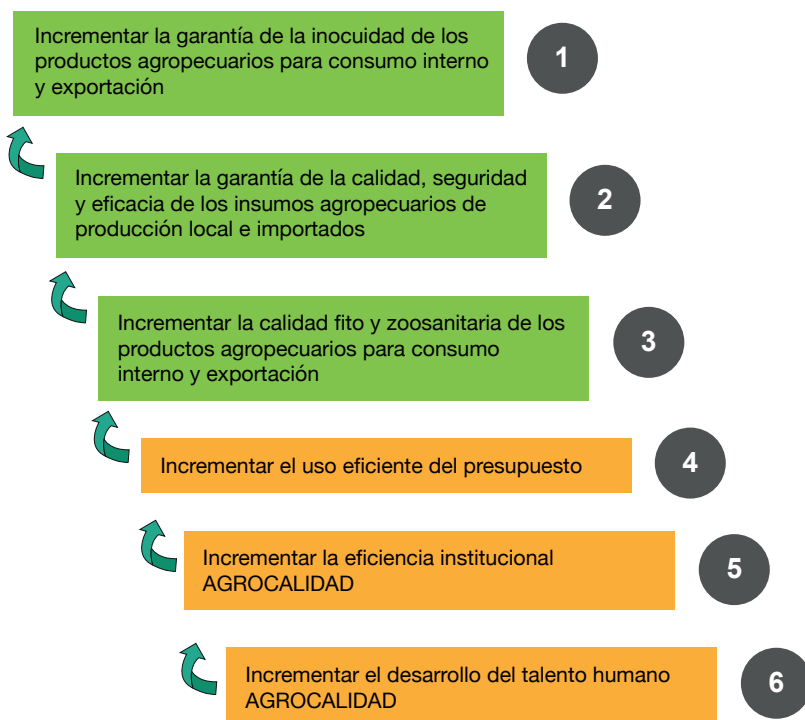 Incrementar la garantía de la inocuidad de los
productos agropecuarios para consumo interno
y exportación
1
Incrementar la garantía de la calidad, seguridad
y eficacia de los insumos agropecuarios de
producción local e importados
2
Incrementar la calidad fito y zoosanitaria de los
productos agropecuarios para consumo
interno y exportación
3
Incrementar el uso eficiente del presupuesto
4
Incrementar la eficiencia institucional
AGROCALIDAD
5
Incrementar el desarrollo del talento humano
AGROCALIDAD
6